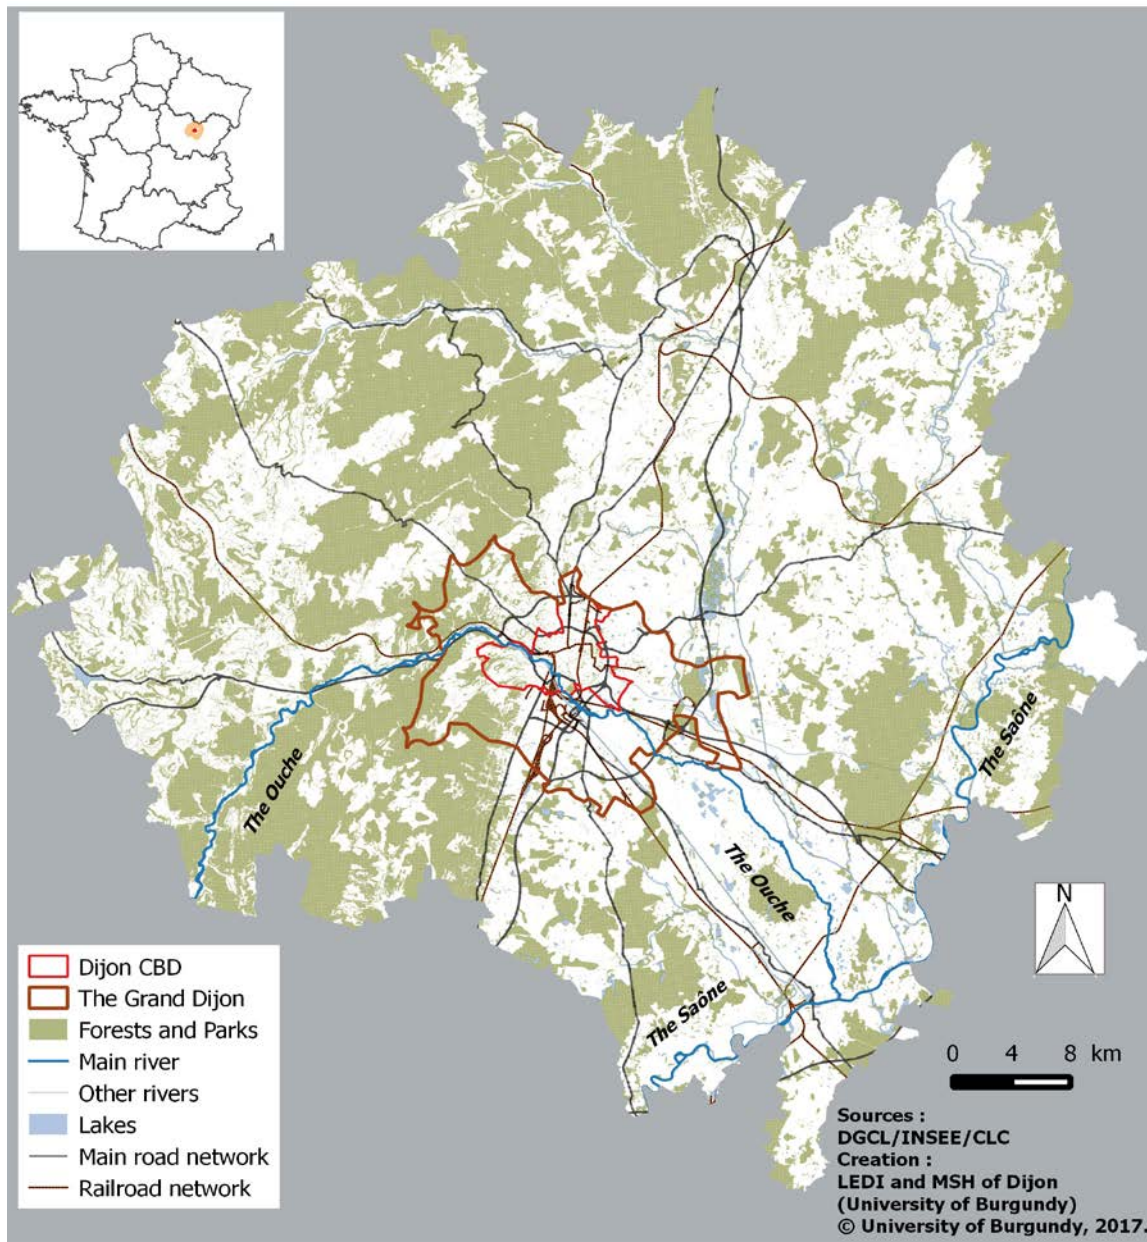 The Ouche
The Saône
The Ouche
The Saône
N
Dijon CBD
The Grand Dijon
Forests and Parks
Main river
Other rivers
Lakes
Main road network
Railroad network
0 4 8 km
Sources :
DGCL/INSEE/CLC
Creation :
LEDI and MSH of Dijon
(University of Burgundy)
© University of Burgundy, 2017.